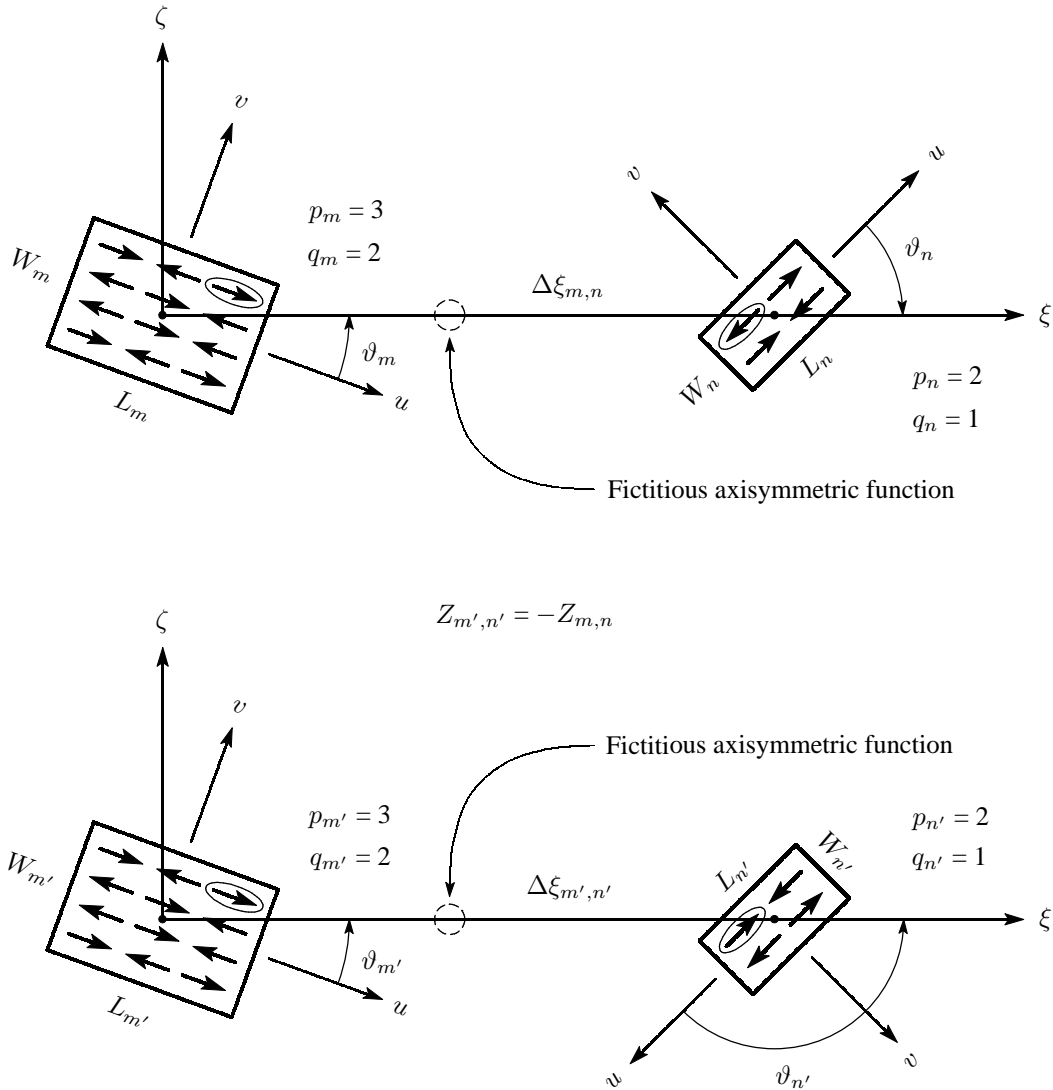 ζ
v
u
v
p_m = 3
q_m = 2
W_m
ϑ_n
Δξ_{m,n}
ξ
ϑ_m
L_n
W_n
p_n = 2
q_n = 1
L_m
u
Fictitious axisymmetric function
Z_{m′,n′} = −Z_{m,n}
ζ
v
Fictitious axisymmetric function
p_{m′} = 3
q_{m′} = 2
p_{n′} = 2
q_{n′} = 1
W_{m′}
W_{n′}
L_{n′}
Δξ_{m′,n′}
ξ
ϑ_{m′}
L_{m′}
u
v
u
ϑ_{n′}